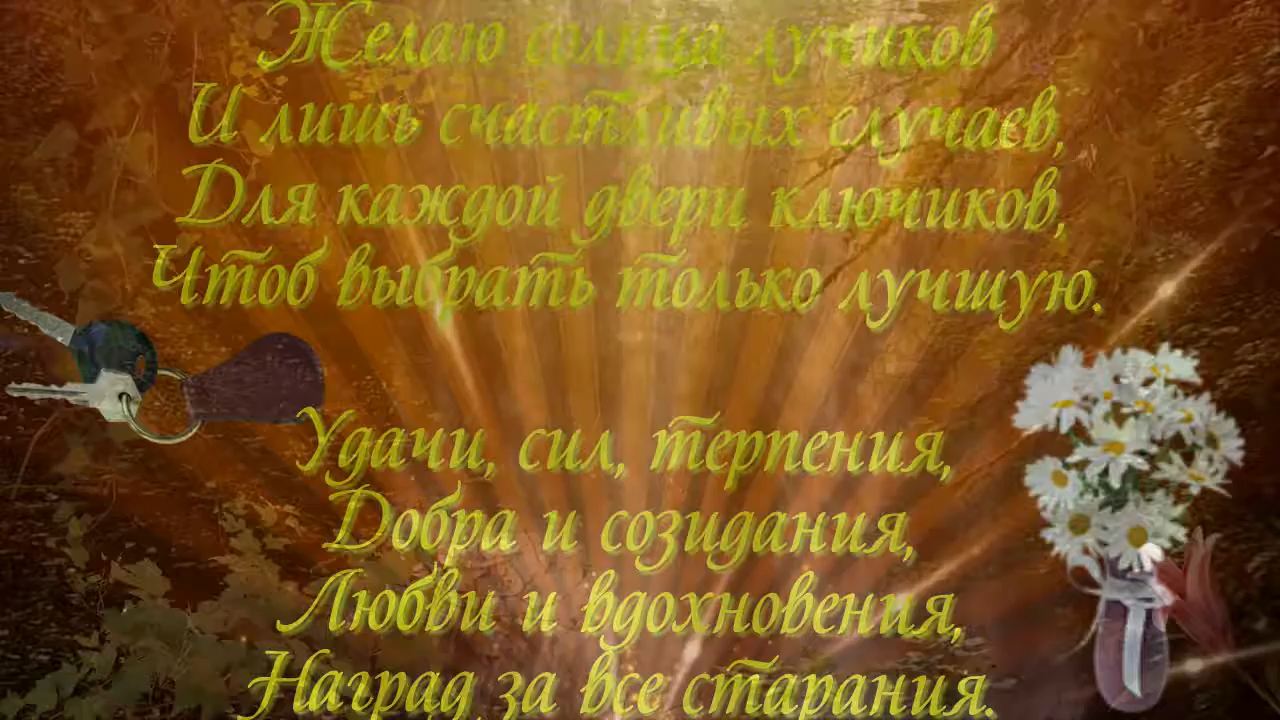 Желаю солнца лучиков
И лишь счастливых случаев,
Для каждой двери ключиков,
Чтоб выбрать только лучшую.
Удачи, сил, терпения,
Добра и созидания,
Любви и вдохновения,
Наград за все старания.